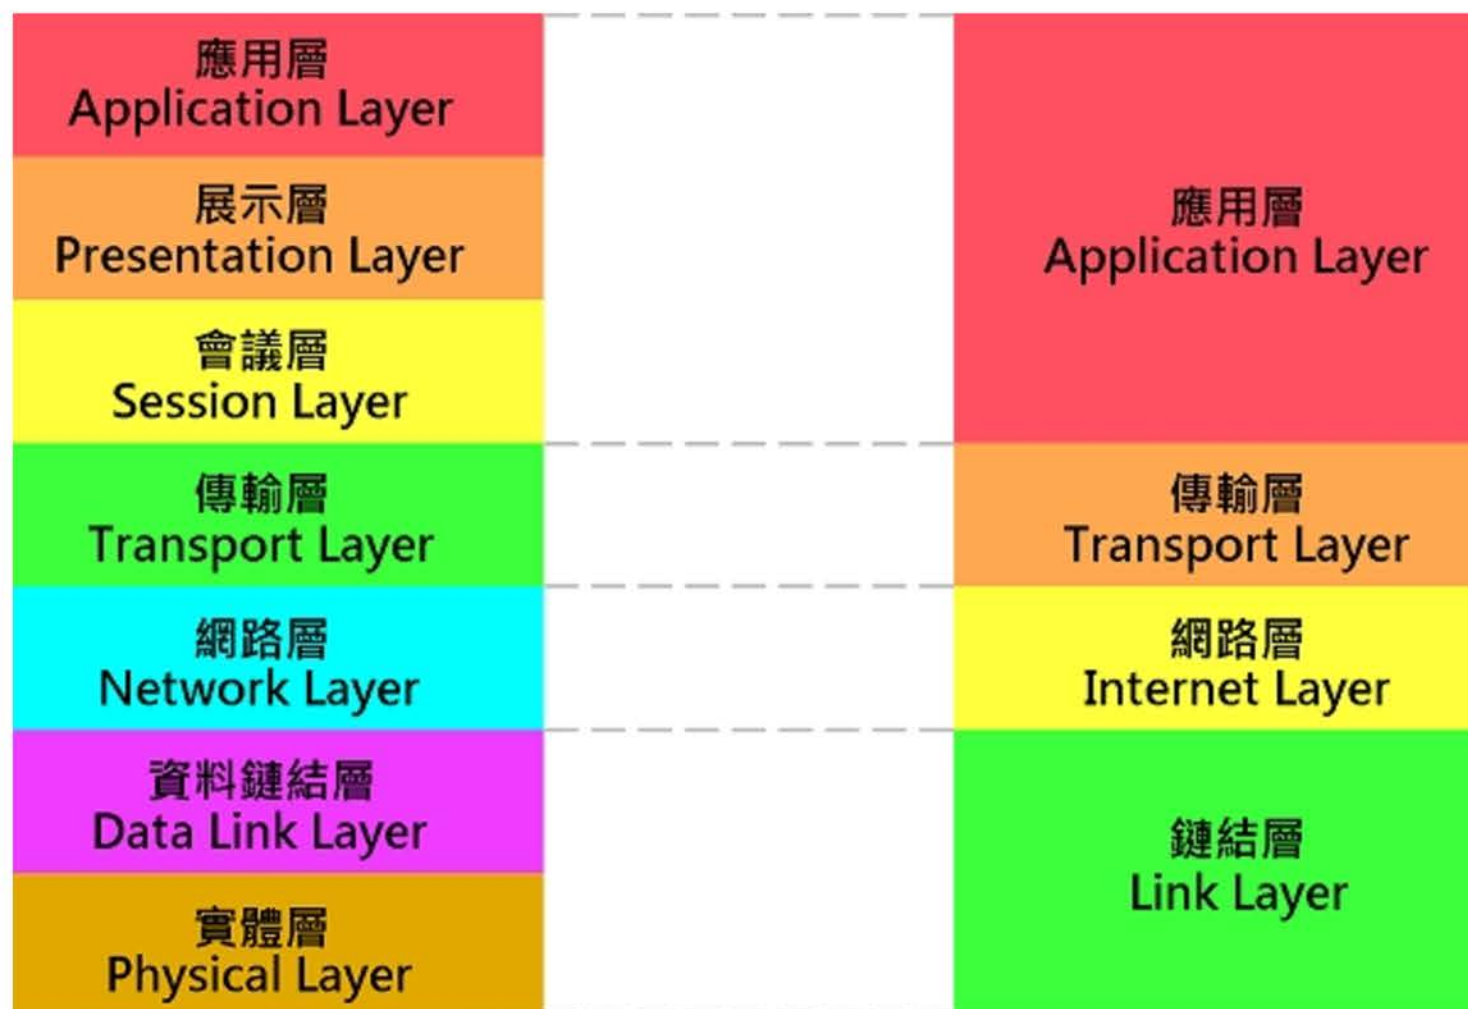 應用層
Application Layer
展示層
Presentation Layer
會議層
Session Layer
傳輸層
Transport Layer
網路層
Network Layer
資料鏈結層
Data Link Layer
實體層
Physical Layer
應用層
Application Layer
傳輸層
Transport Layer
網路層
Internet Layer
鏈結層
Link Layer